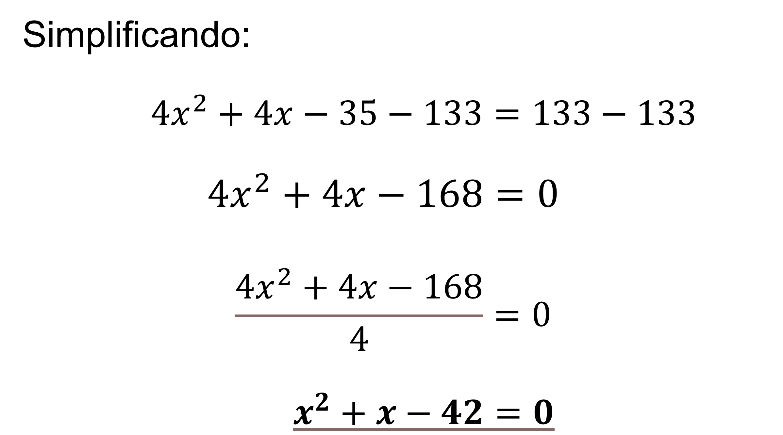 Simplificando:
4x² + 4x − 35 − 133 = 133 − 133
4x² + 4x − 168 = 0
4x² + 4x − 168
= 0
4
x² + x − 42 = 0